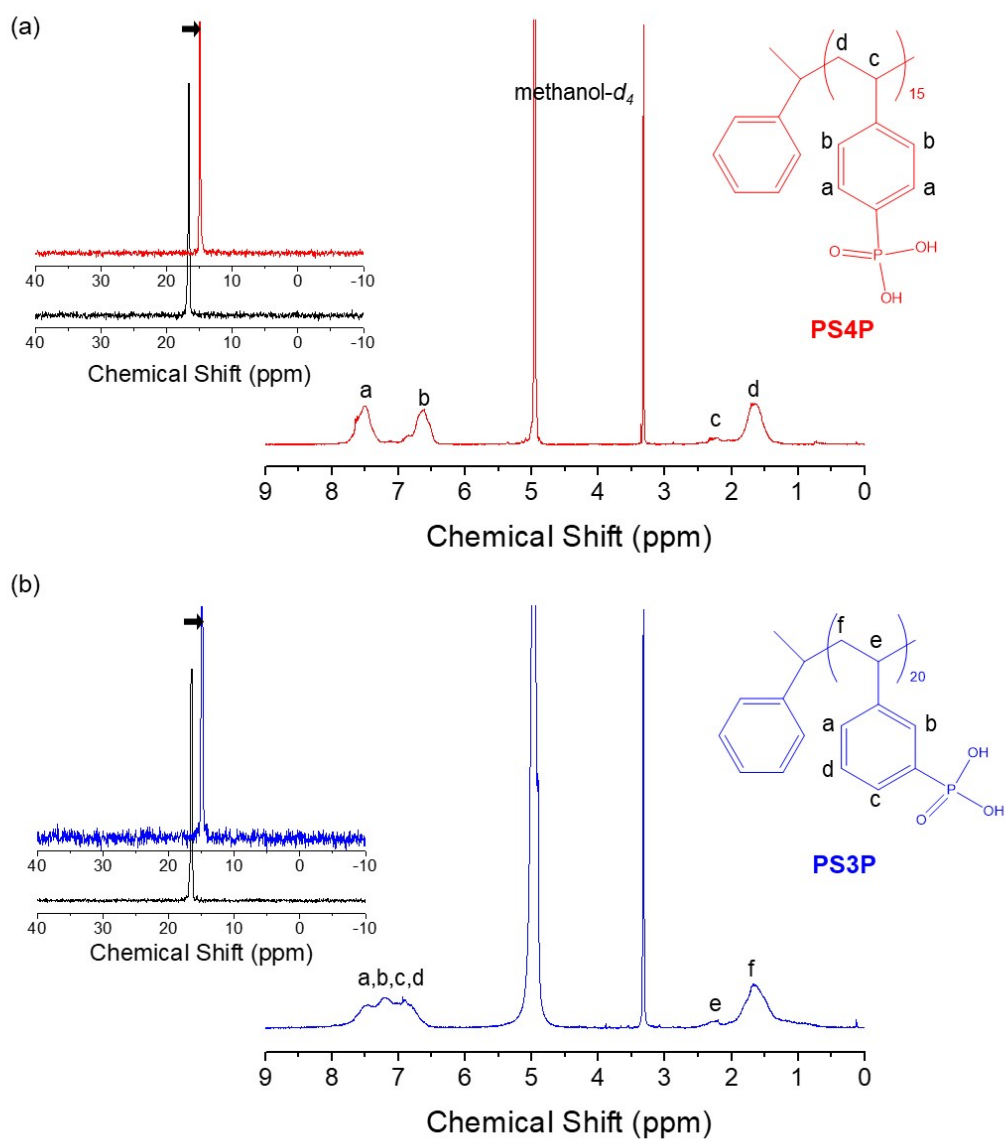 (a)
methanol-d4
d
c
15
b b
a a
O P OH
OH
PS4P
40 30 20 10 0 -10
40 30 20 10 0 -10
Chemical Shift (ppm)
a
b
c
d
9 8 7 6 5 4 3 2 1 0
Chemical Shift (ppm)
(b)
f
e
20
a b
d
c
OH
P
O OH
PS3P
40 30 20 10 0 -10
40 30 20 10 0 -10
Chemical Shift (ppm)
a,b,c,d
e
f
9 8 7 6 5 4 3 2 1 0
Chemical Shift (ppm)